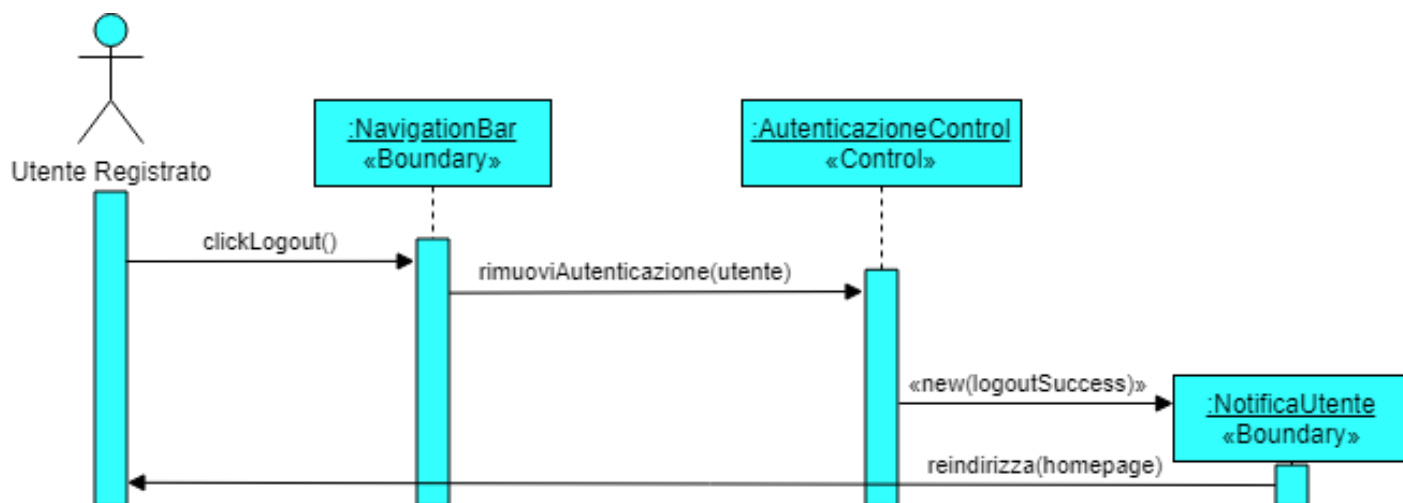 :NavigationBar
«Boundary»
:AutenticazioneControl
«Control»
Utente Registrato
clickLogout()
rimuoviAutenticazione(utente)
«new(logoutSuccess)»
:NotificaUtente
«Boundary»
reindirizza(homepage)